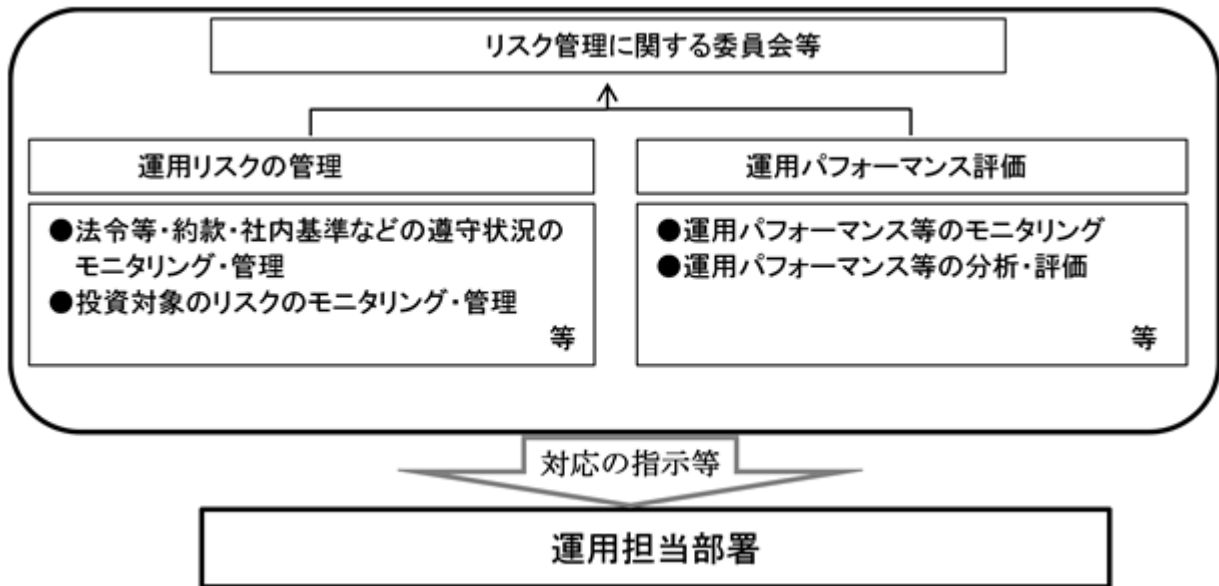 リスク管理に関する委員会等
運用リスクの管理
●法令等・約款・社内基準などの遵守状況の
モニタリング・管理
●投資対象のリスクのモニタリング・管理
等
運用パフォーマンス評価
●運用パフォーマンス等のモニタリング
●運用パフォーマンス等の分析・評価
等
対応の指示等
運用担当部署